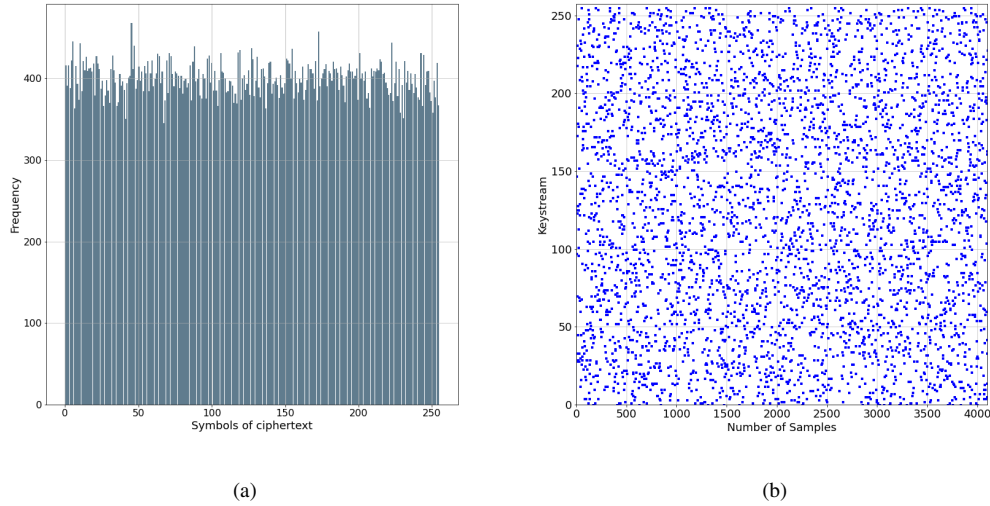 400
300
200
100
0
Frequency
0 50 100 150 200 250
Symbols of ciphertext
(a)
250
200
150
100
50
0
Keystream
0 500 1000 1500 2000 2500 3000 3500 4000
Number of Samples
(b)